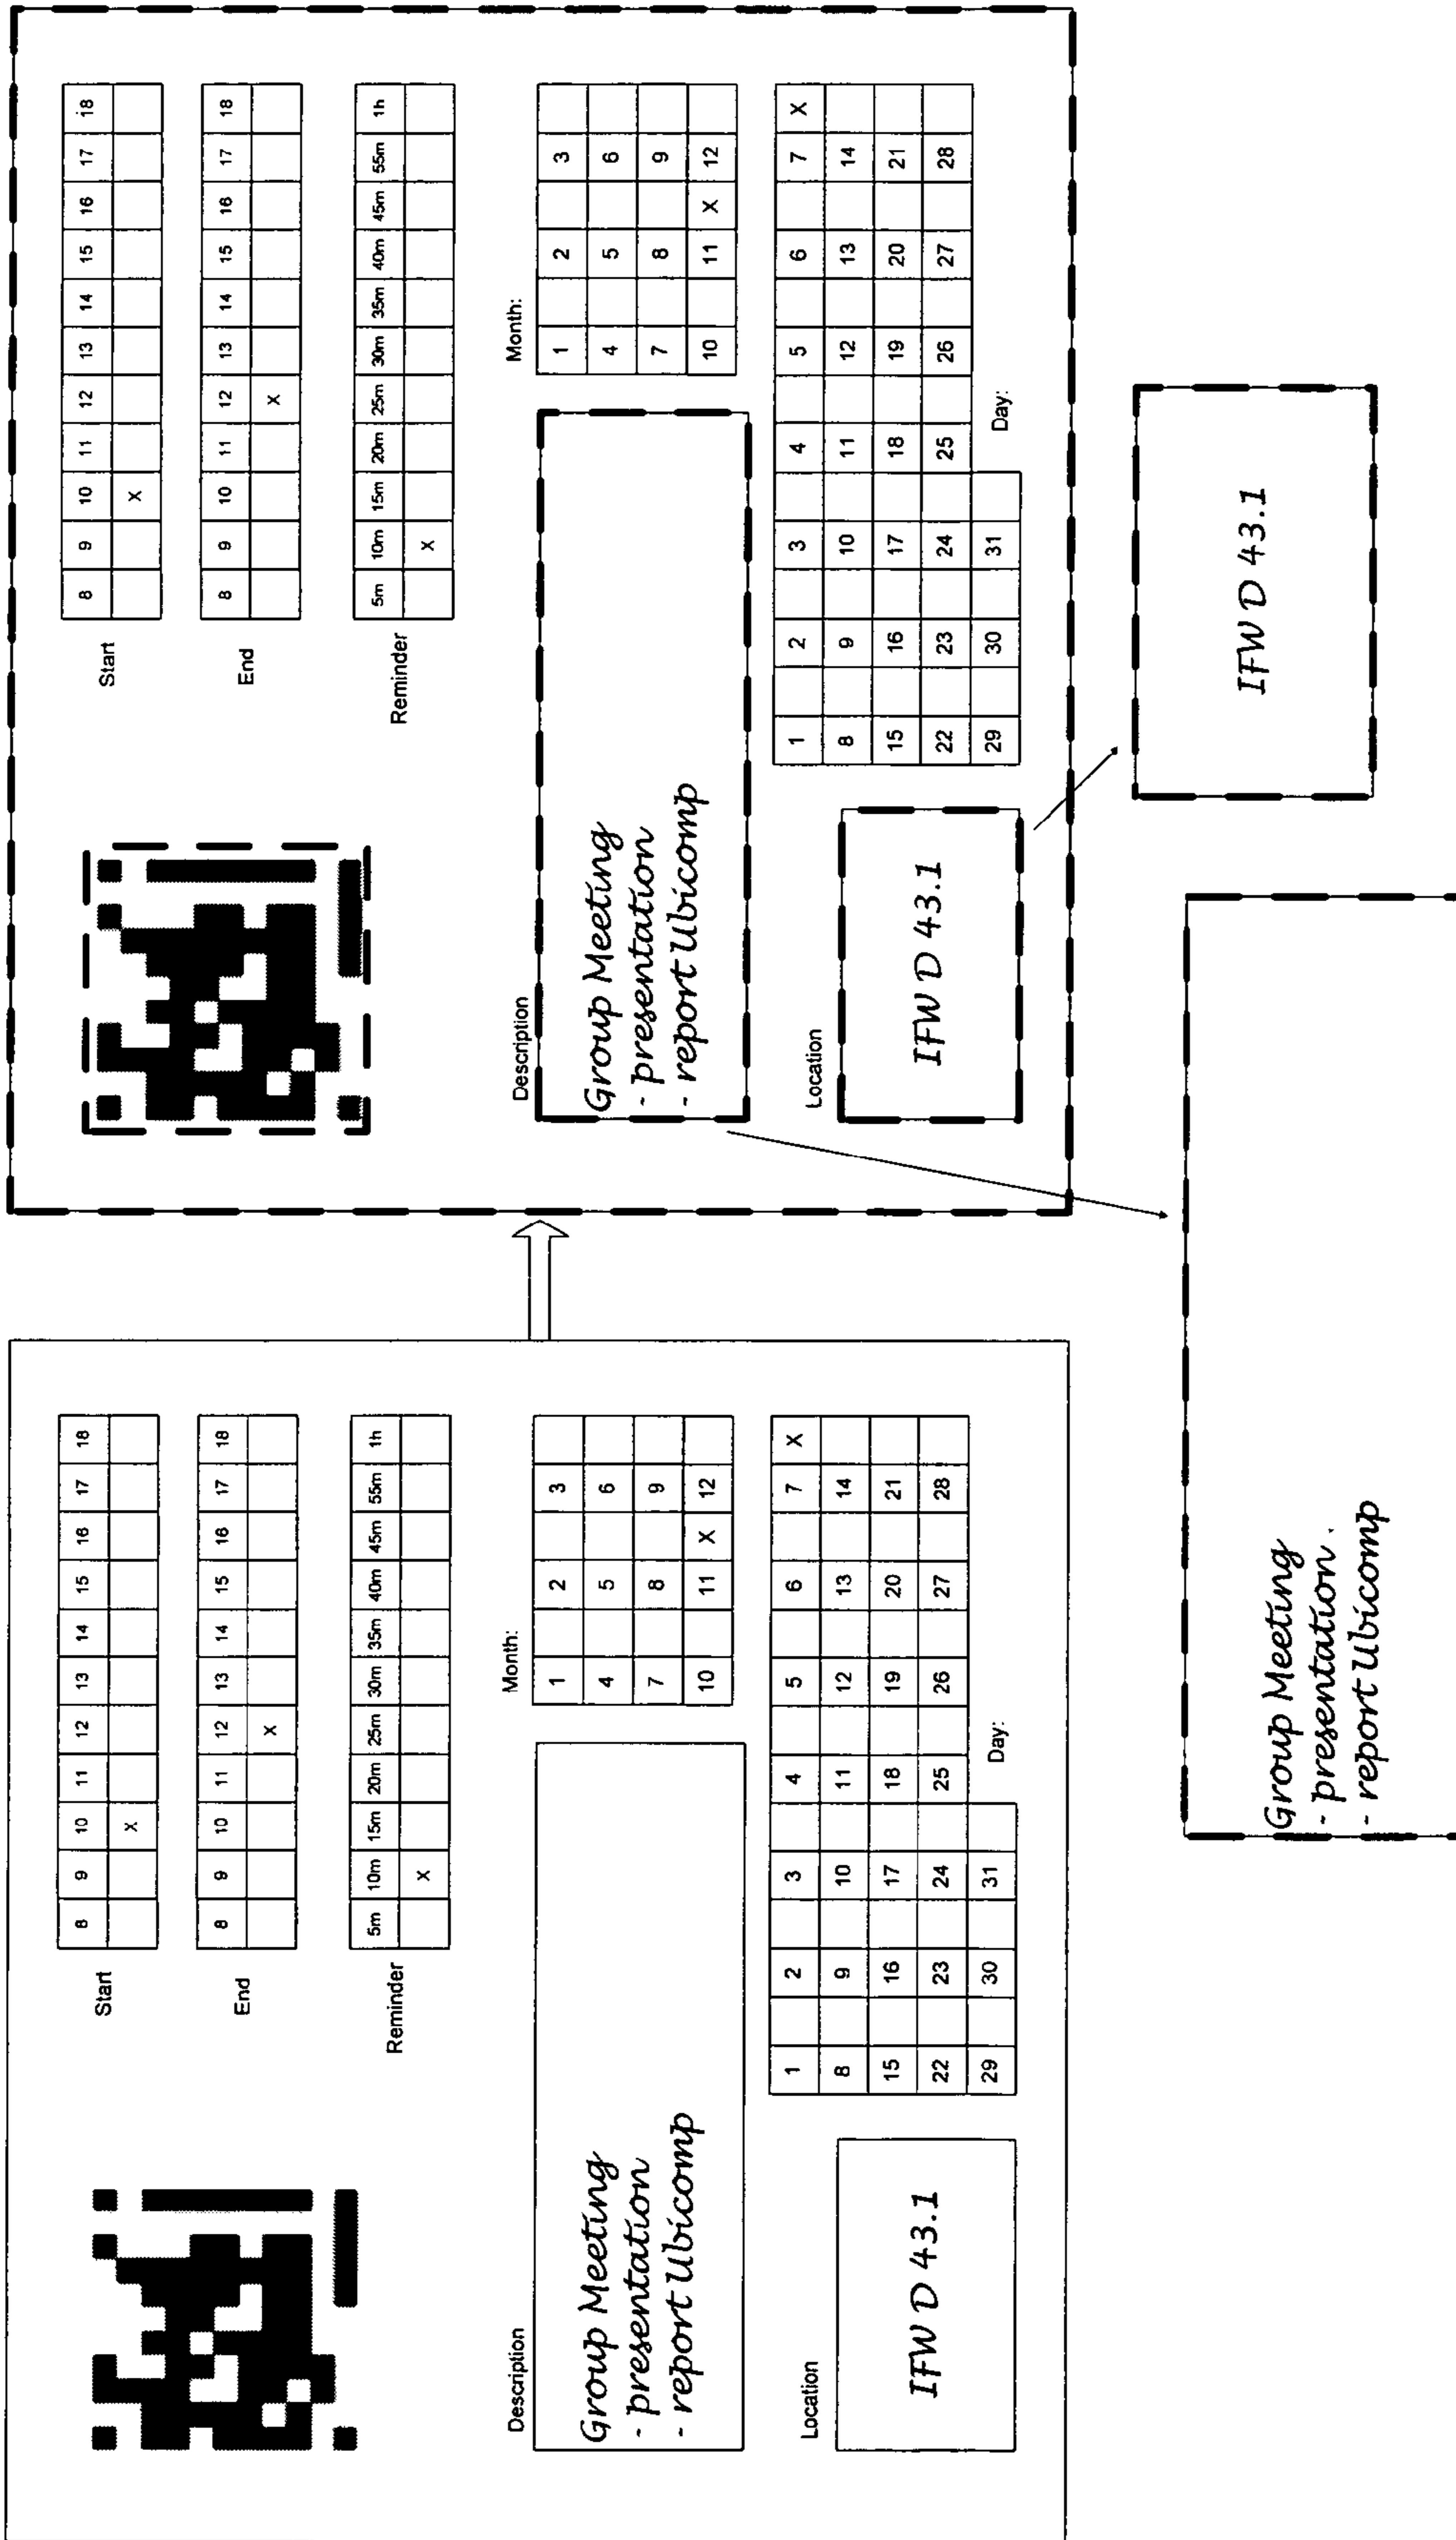 8 9 10 11 12 13 14 15 16 17 18
Start
X
8 9 10 11 12 13 14 15 16 17 18
End
X
5m 10m 15m 20m 25m 30m 35m 40m 45m 55m 1h
Reminder
X
Description
Group Meeting
- presentation
- report Ubicomp
Month:
1 2 3
4 5 6
7 8 9
10 11 X 12
Location
IFW D 43.1
1 2 3 4 5 6 7 X
8 9 10 11 12 13 14
15 16 17 18 19 20 21
22 23 24 25 26 27 28
29 30 31
Day:
8 9 10 11 12 13 14 15 16 17 18
Start
X
8 9 10 11 12 13 14 15 16 17 18
End
X
5m 10m 15m 20m 25m 30m 35m 40m 45m 55m 1h
Reminder
X
Description
Group Meeting
- presentation
- report Ubicomp
Month:
1 2 3
4 5 6
7 8 9
10 11 X 12
Location
IFW D 43.1
1 2 3 4 5 6 7 X
8 9 10 11 12 13 14
15 16 17 18 19 20 21
22 23 24 25 26 27 28
29 30 31
Day:
Group Meeting
- presentation.
- report Ubicomp
IFW D 43.1